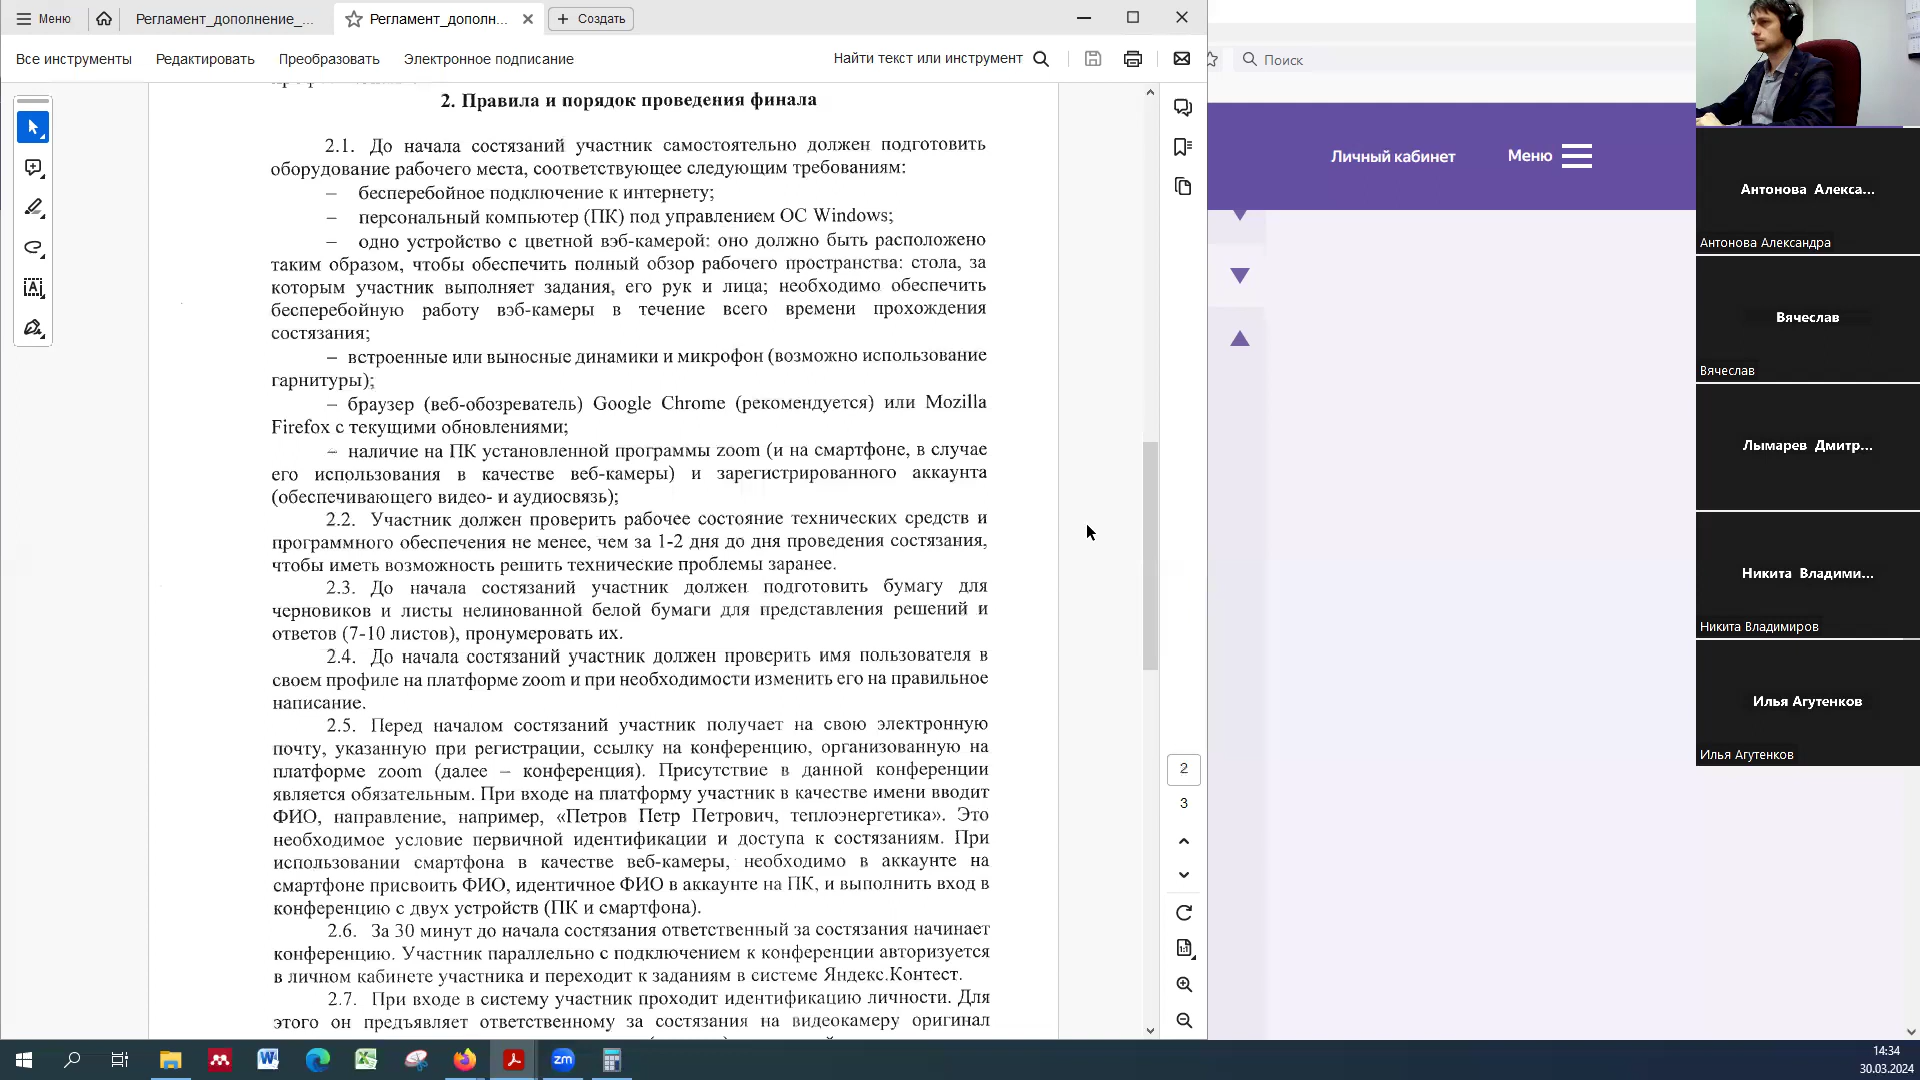 Меню
Регламент_дополнение_...
Регламент_дополн...
Создать
Все инструменты
Редактировать
Преобразовать
Электронное подписание
Найти текст или инструмент
2. Правила и порядок проведения финала
2.1. До начала состязаний участник самостоятельно должен подготовить
оборудование рабочего места, соответствующее следующим требованиям:
– бесперебойное подключение к интернету;
– персональный компьютер (ПК) под управлением ОС Windows;
– одно устройство с цветной вэб-камерой: оно должно быть расположено
таким образом, чтобы обеспечить полный обзор рабочего пространства: стола, за
которым участник выполняет задания, его рук и лица; необходимо обеспечить
бесперебойную работу вэб-камеры в течение всего времени прохождения
состязания;
– встроенные или выносные динамики и микрофон (возможно использование
гарнитуры);
– браузер (веб-обозреватель) Google Chrome (рекомендуется) или Mozilla
Firefox с текущими обновлениями;
– наличие на ПК установленной программы zoom (и на смартфоне, в случае
его использования в качестве веб-камеры) и зарегистрированного аккаунта
(обеспечивающего видео- и аудиосвязь);
2.2. Участник должен проверить рабочее состояние технических средств и
программного обеспечения не менее, чем за 1-2 дня до дня проведения состязания,
чтобы иметь возможность решить технические проблемы заранее.
2.3. До начала состязаний участник должен подготовить бумагу для
черновиков и листы нелинованной белой бумаги для представления решений и
ответов (7-10 листов), пронумеровать их.
2.4. До начала состязаний участник должен проверить имя пользователя в
своем профиле на платформе zoom и при необходимости изменить его на правильное
написание.
2.5. Перед началом состязаний участник получает на свою электронную
почту, указанную при регистрации, ссылку на конференцию, организованную на
платформе zoom (далее – конференция). Присутствие в данной конференции
является обязательным. При входе на платформу участник в качестве имени вводит
ФИО, направление, например, «Петров Петр Петрович, теплоэнергетика». Это
необходимое условие первичной идентификации и доступа к состязаниям. При
использовании смартфона в качестве веб-камеры, необходимо в аккаунте на
смартфоне присвоить ФИО, идентичное ФИО в аккаунте на ПК, и выполнить вход в
конференцию с двух устройств (ПК и смартфона).
2.6. За 30 минут до начала состязания ответственный за состязания начинает
конференцию. Участник параллельно с подключением к конференции авторизуется
в личном кабинете участника и переходит к заданиям в системе Яндекс.Контест.
2.7. При входе в систему участник проходит идентификацию личности. Для
этого он предъявляет ответственному за состязания на видеокамеру оригинал
2
3
Поиск
Личный кабинет
Меню
Антонова Алекса...
Антонова Александра
Вячеслав
Вячеслав
Лымарев Дмитр...
Никита Владими...
Никита Владимиров
Илья Агутенков
Илья Агутенков
zm
14:34
30.03.2024